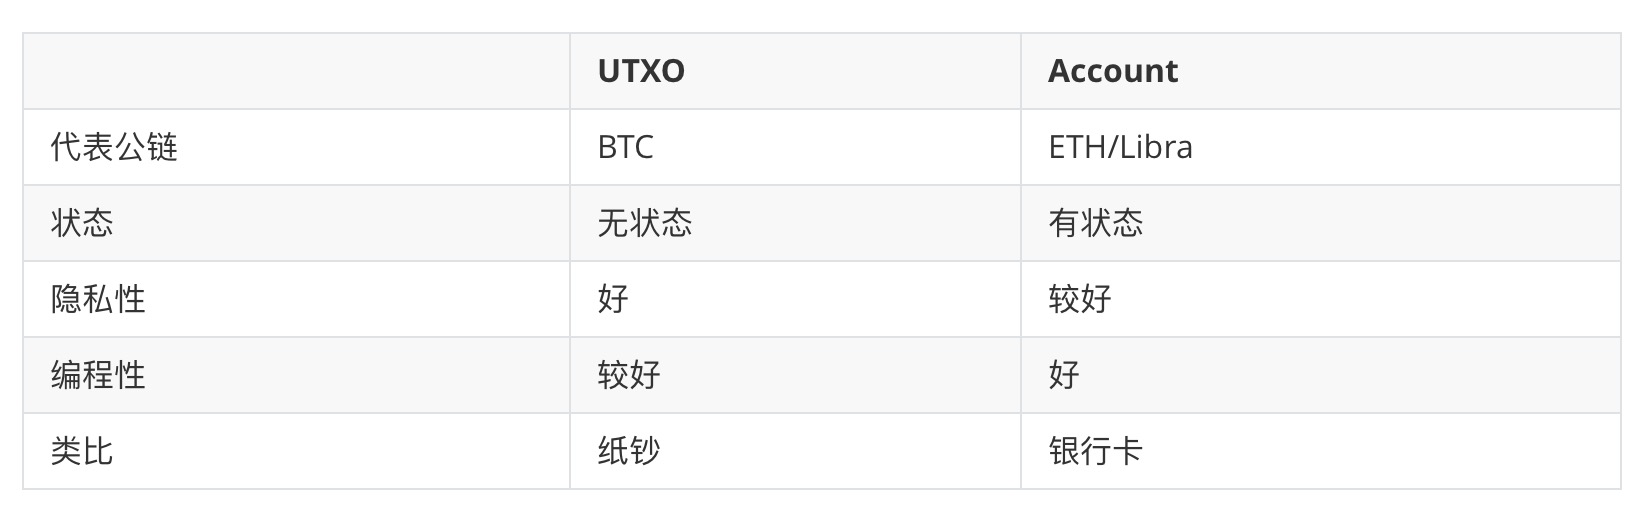 UTXO Account
代表公链 BTC ETH/Libra
状态 无状态 有状态
隐私性 好 较好
编程性 较好 好
类比 纸钞 银行卡